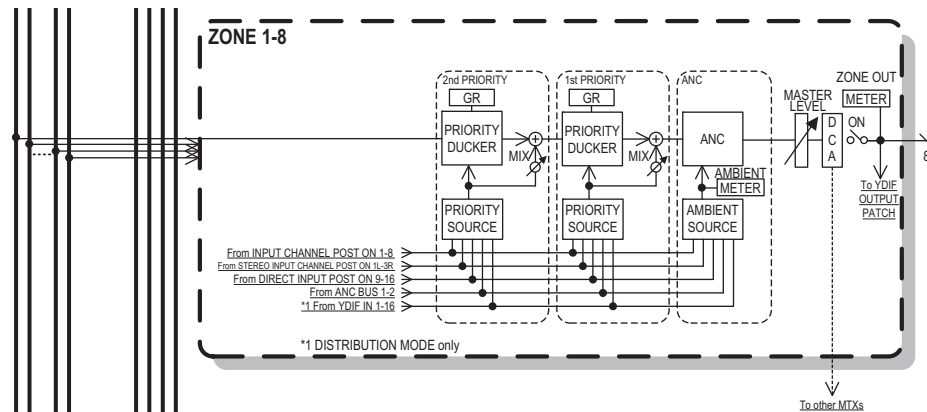 ZONE 1-8
2nd PRIORITY
GR
PRIORITY
DUCKER
MIX
PRIORITY
SOURCE
1st PRIORITY
GR
PRIORITY
DUCKER
MIX
PRIORITY
SOURCE
ANC
ANC
AMBIENT
METER
AMBIENT
SOURCE
MASTER
LEVEL
D
C
A
ON
ZONE OUT
METER
8
To YDIF
OUTPUT
PATCH
From INPUT CHANNEL POST ON 1-8
From STEREO INPUT CHANNEL POST ON 1L-3R
From DIRECT INPUT POST ON 9-16
From ANC BUS 1-2
*1 From YDIF IN 1-16
*1 DISTRIBUTION MODE only
To other MTXs